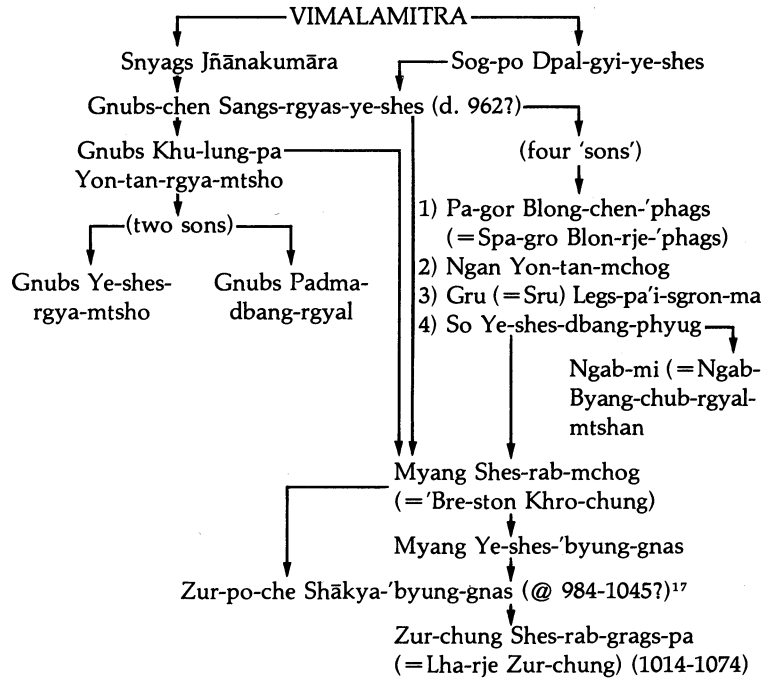 VIMALAMITRA
Snyags Jñānakumāra
Sog-po Dpal-gyi-ye-shes
Gnubs-chen Sangs-rgyas-ye-shes (d. 962?)
Gnubs Khu-lung-pa
Yon-tan-rgya-mtsho
(four 'sons')
(two sons)
Gnubs Ye-shes-
rgya-mtsho
Gnubs Padma-
dbang-rgyal
1) Pa-gor Blong-chen-'phags
(=Spa-gro Blon-rje-'phags)
2) Ngan Yon-tan-mchog
3) Gru (=Sru) Legs-pa'i-sgron-ma
4) So Ye-shes-dbang-phyug
Ngab-mi (=Ngab-
Byang-chub-rgyal-
mtshan)
Myang Shes-rab-mchog
(='Bre-ston Khro-chung)
Myang Ye-shes-'byung-gnas
Zur-po-che Shākya-'byung-gnas (@ 984-1045?)¹⁷
Zur-chung Shes-rab-grags-pa
(=Lha-rje Zur-chung) (1014-1074)